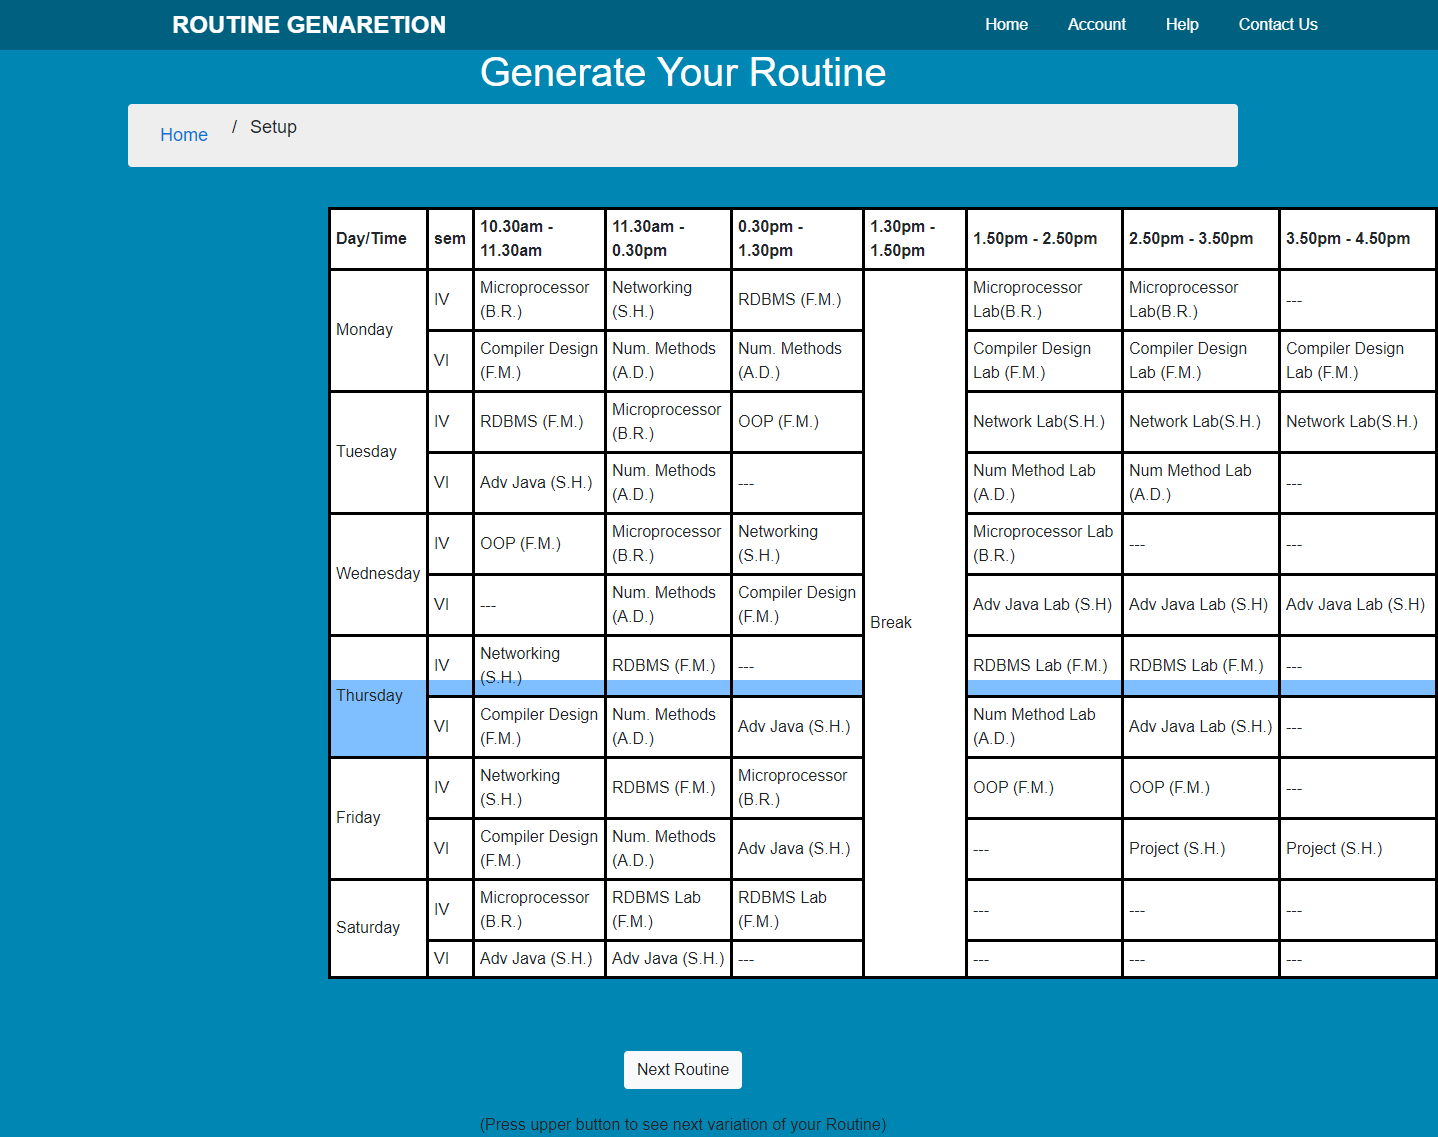 ROUTINE GENARETION Home Account Help Contact Us
Generate Your Routine
Home / Setup
Day/Time sem 10.30am - 11.30am 11.30am - 0.30pm 0.30pm - 1.30pm 1.30pm - 1.50pm 1.50pm - 2.50pm 2.50pm - 3.50pm 3.50pm - 4.50pm
Monday IV Microprocessor (B.R.) Networking (S.H.) RDBMS (F.M.) Break Microprocessor Lab(B.R.) Microprocessor Lab(B.R.) ---
VI Compiler Design (F.M.) Num. Methods (A.D.) Num. Methods (A.D.) Compiler Design Lab (F.M.) Compiler Design Lab (F.M.) Compiler Design Lab (F.M.)
Tuesday IV RDBMS (F.M.) Microprocessor (B.R.) OOP (F.M.) Network Lab(S.H.) Network Lab(S.H.) Network Lab(S.H.)
VI Adv Java (S.H.) Num. Methods (A.D.) --- Num Method Lab (A.D.) Num Method Lab (A.D.) ---
Wednesday IV OOP (F.M.) Microprocessor (B.R.) Networking (S.H.) Microprocessor Lab (B.R.) --- ---
VI --- Num. Methods (A.D.) Compiler Design (F.M.) Adv Java Lab (S.H) Adv Java Lab (S.H) Adv Java Lab (S.H)
Thursday IV Networking (S.H.) RDBMS (F.M.) --- RDBMS Lab (F.M.) RDBMS Lab (F.M.) ---
VI Compiler Design (F.M.) Num. Methods (A.D.) Adv Java (S.H.) Num Method Lab (A.D.) Adv Java Lab (S.H.) ---
Friday IV Networking (S.H.) RDBMS (F.M.) Microprocessor (B.R.) OOP (F.M.) OOP (F.M.) ---
VI Compiler Design (F.M.) Num. Methods (A.D.) Adv Java (S.H.) --- Project (S.H.) Project (S.H.)
Saturday IV Microprocessor (B.R.) RDBMS Lab (F.M.) RDBMS Lab (F.M.) --- --- ---
VI Adv Java (S.H.) Adv Java (S.H.) --- --- --- ---
Next Routine
(Press upper button to see next variation of your Routine)